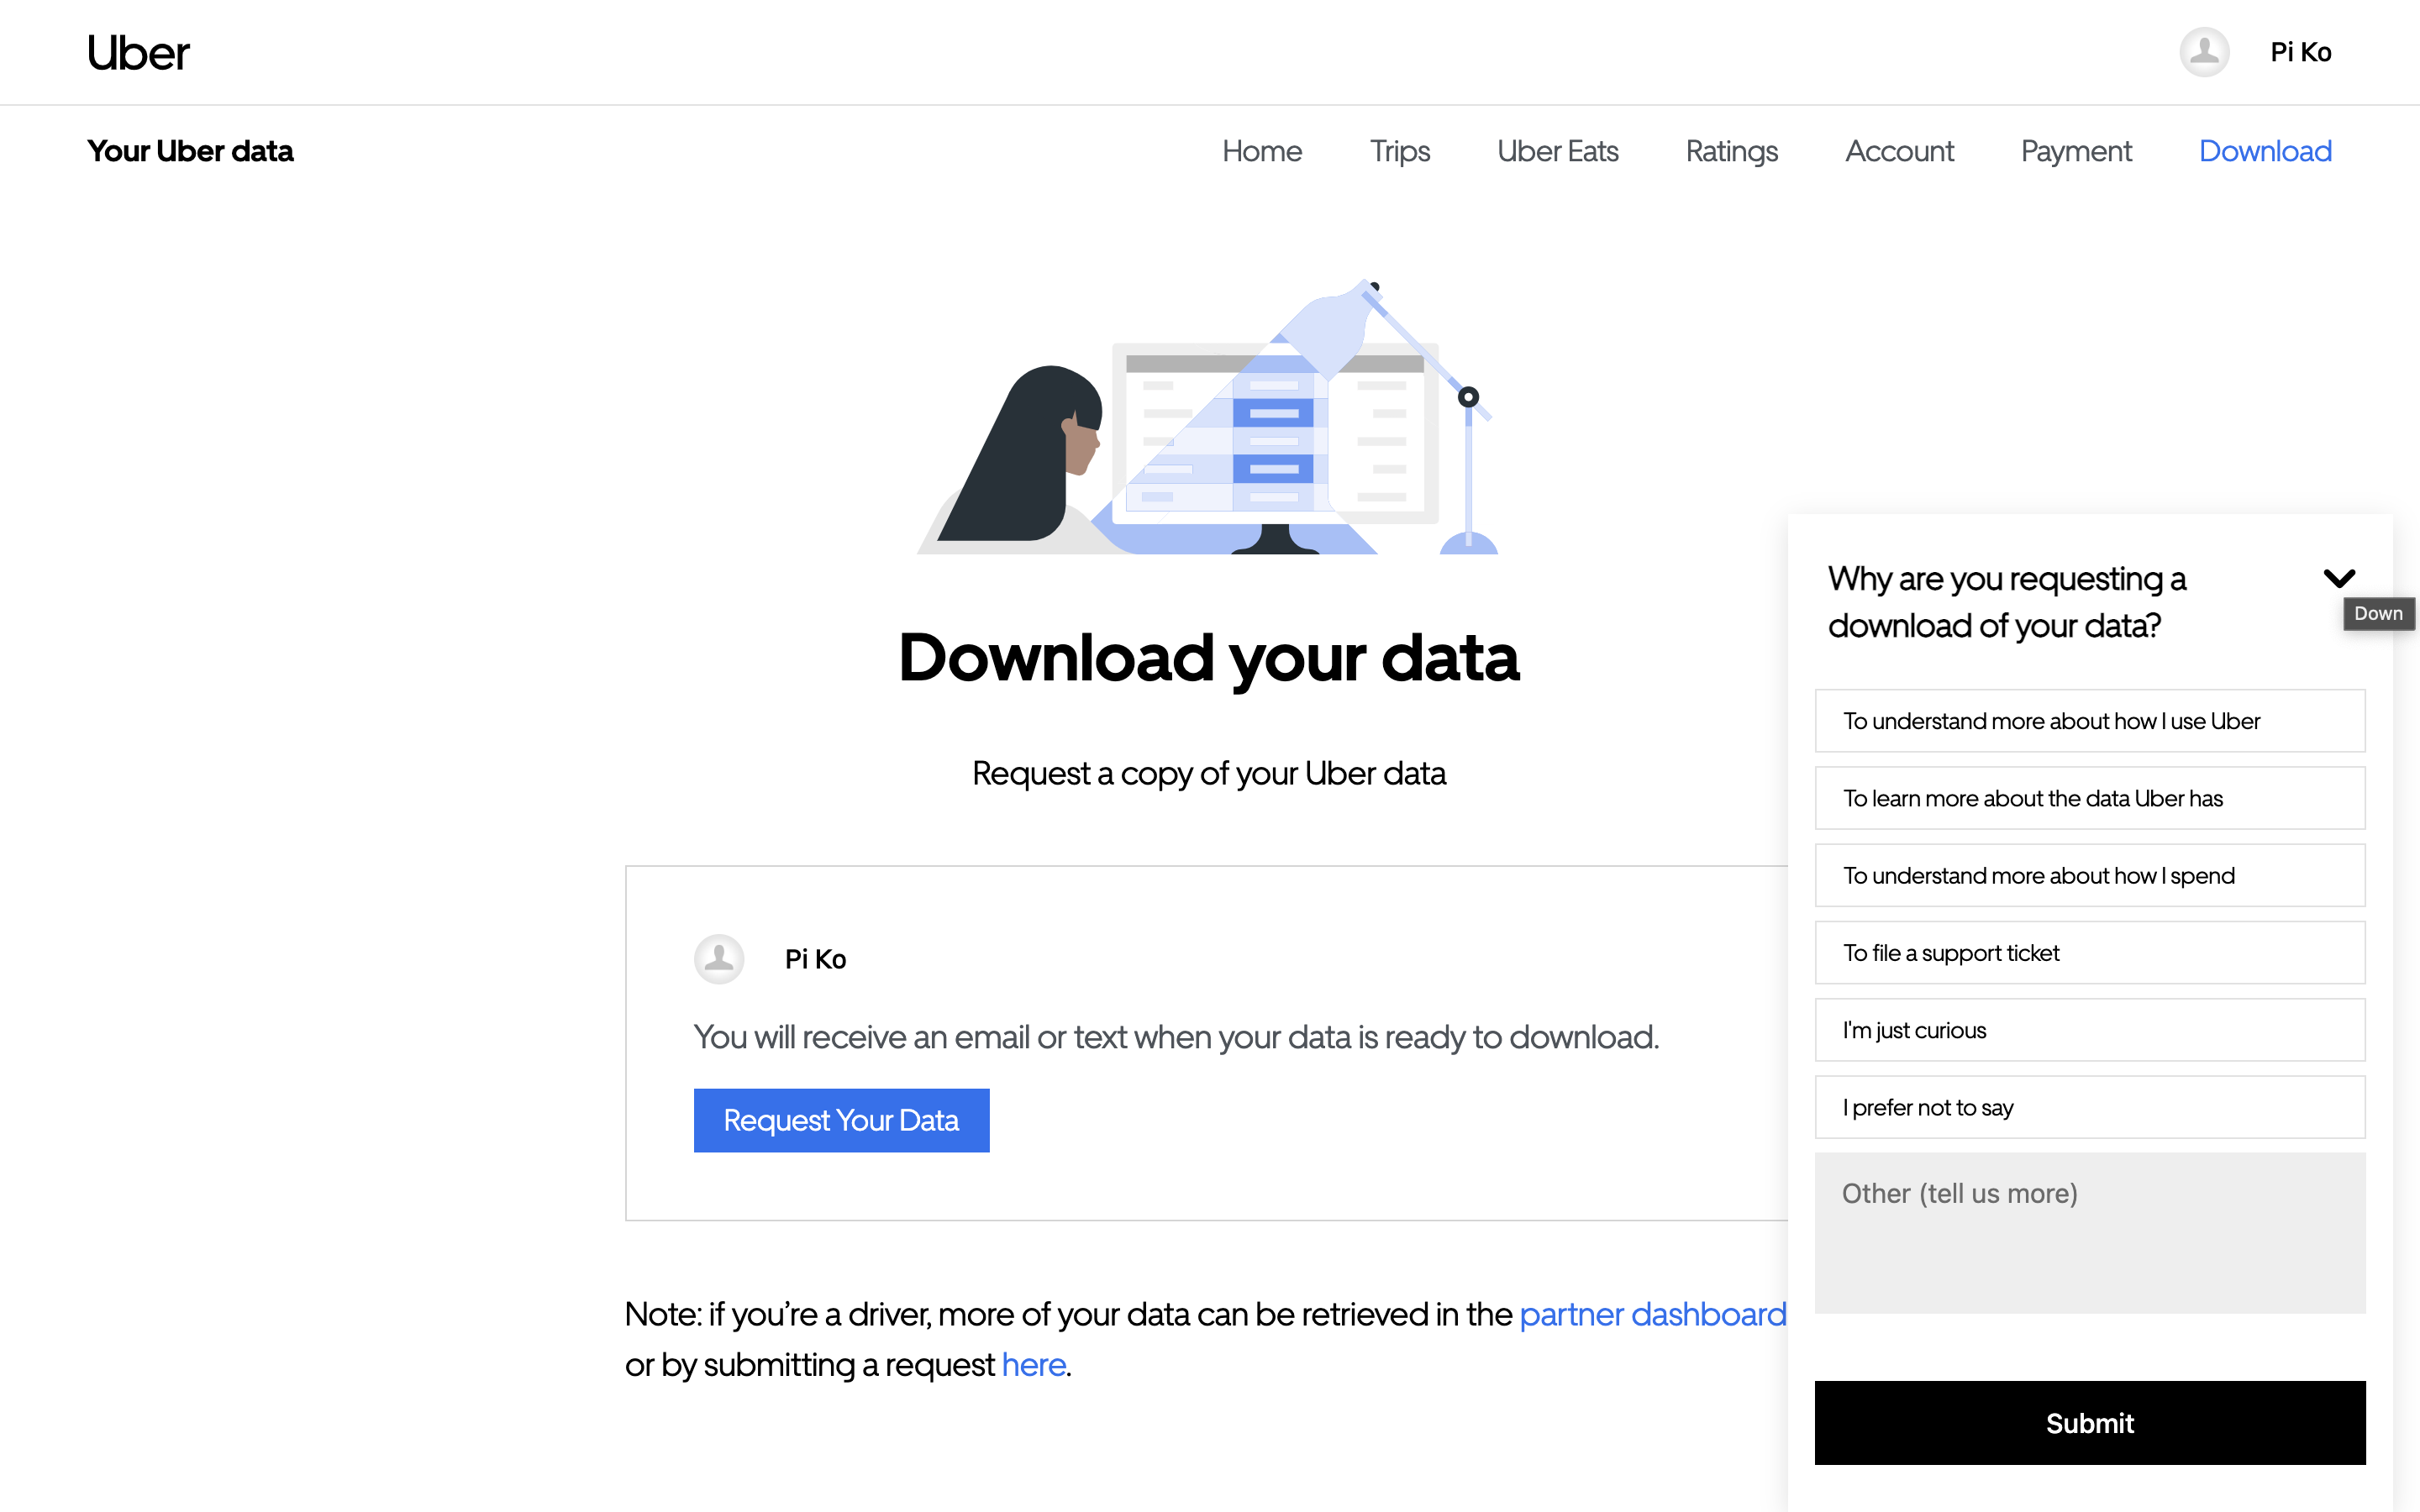 Uber
Pi Ko
Your Uber data
Home
Trips
Uber Eats
Ratings
Account
Payment
Download
Download your data
Request a copy of your Uber data
Pi Ko
You will receive an email or text when your data is ready to download.
Request Your Data
Note: if you’re a driver, more of your data can be retrieved in the partner dashboard
or by submitting a request here.
Why are you requesting a
download of your data?
Down
To understand more about how I use Uber
To learn more about the data Uber has
To understand more about how I spend
To file a support ticket
I'm just curious
I prefer not to say
Other (tell us more)
Submit